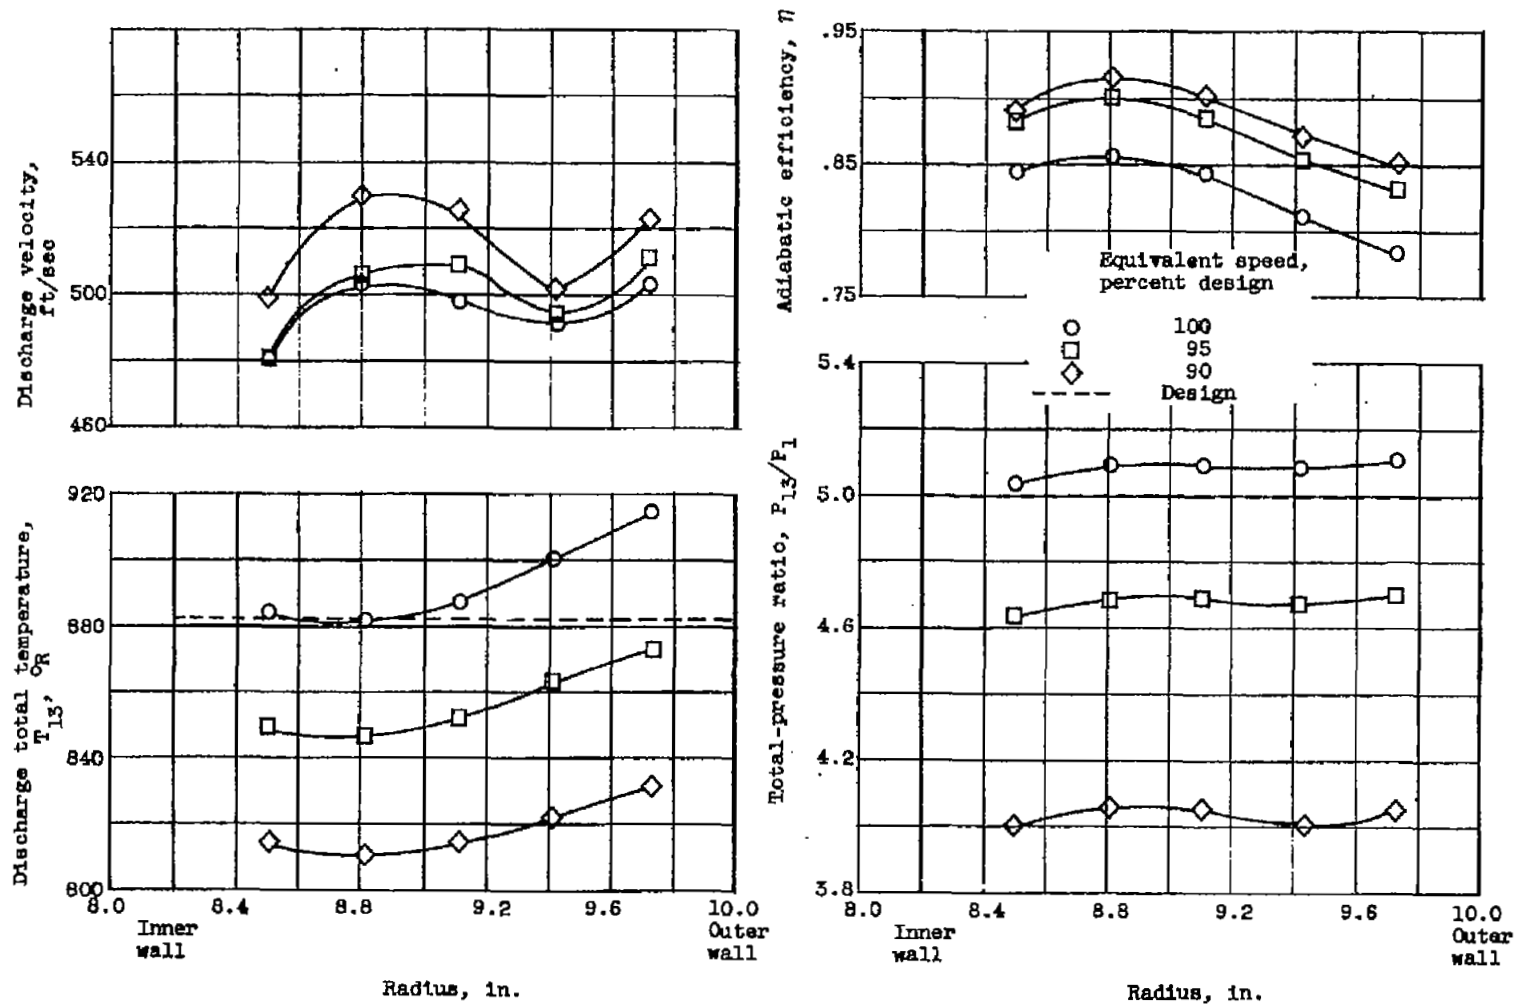 Discharge velocity,
ft/sec
540
500
460
Discharge total temperature,
T13, °R
920
880
840
800
8.0
8.4
8.8
9.2
9.6
10.0
Inner
wall
Outer
wall
Radius, in.
Adiabatic efficiency, η
.95
.85
.75
Equivalent speed,
percent design
100
95
90
Design
Total-pressure ratio, P13/P1
5.4
5.0
4.6
4.2
3.8
8.0
8.4
8.8
9.2
9.6
10.0
Inner
wall
Outer
wall
Radius, in.